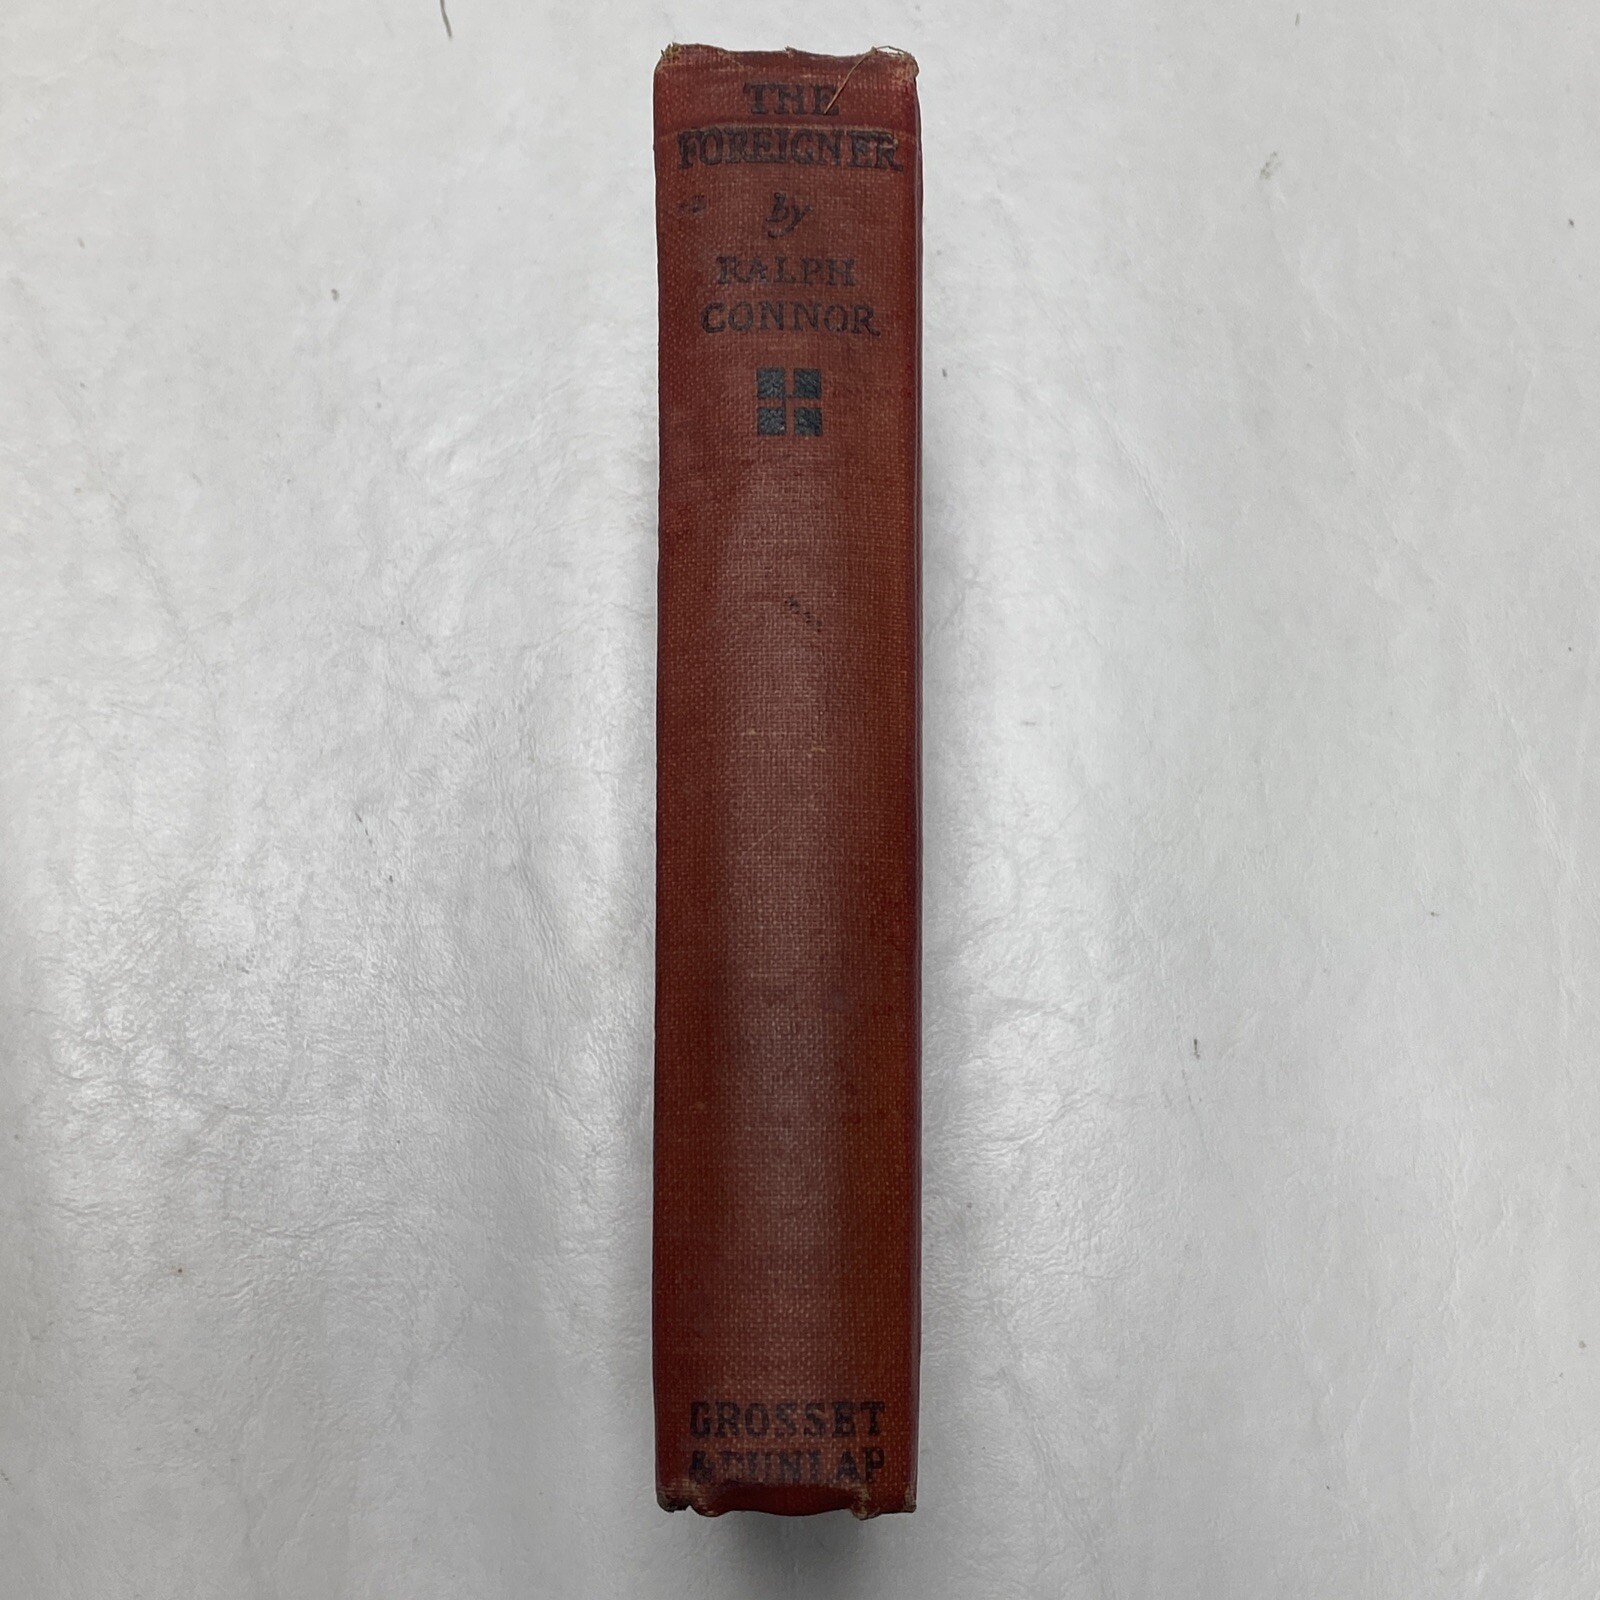 THE
FOREIGNER
by
RALPH
CONNOR
GROSSET
& DUNLAP